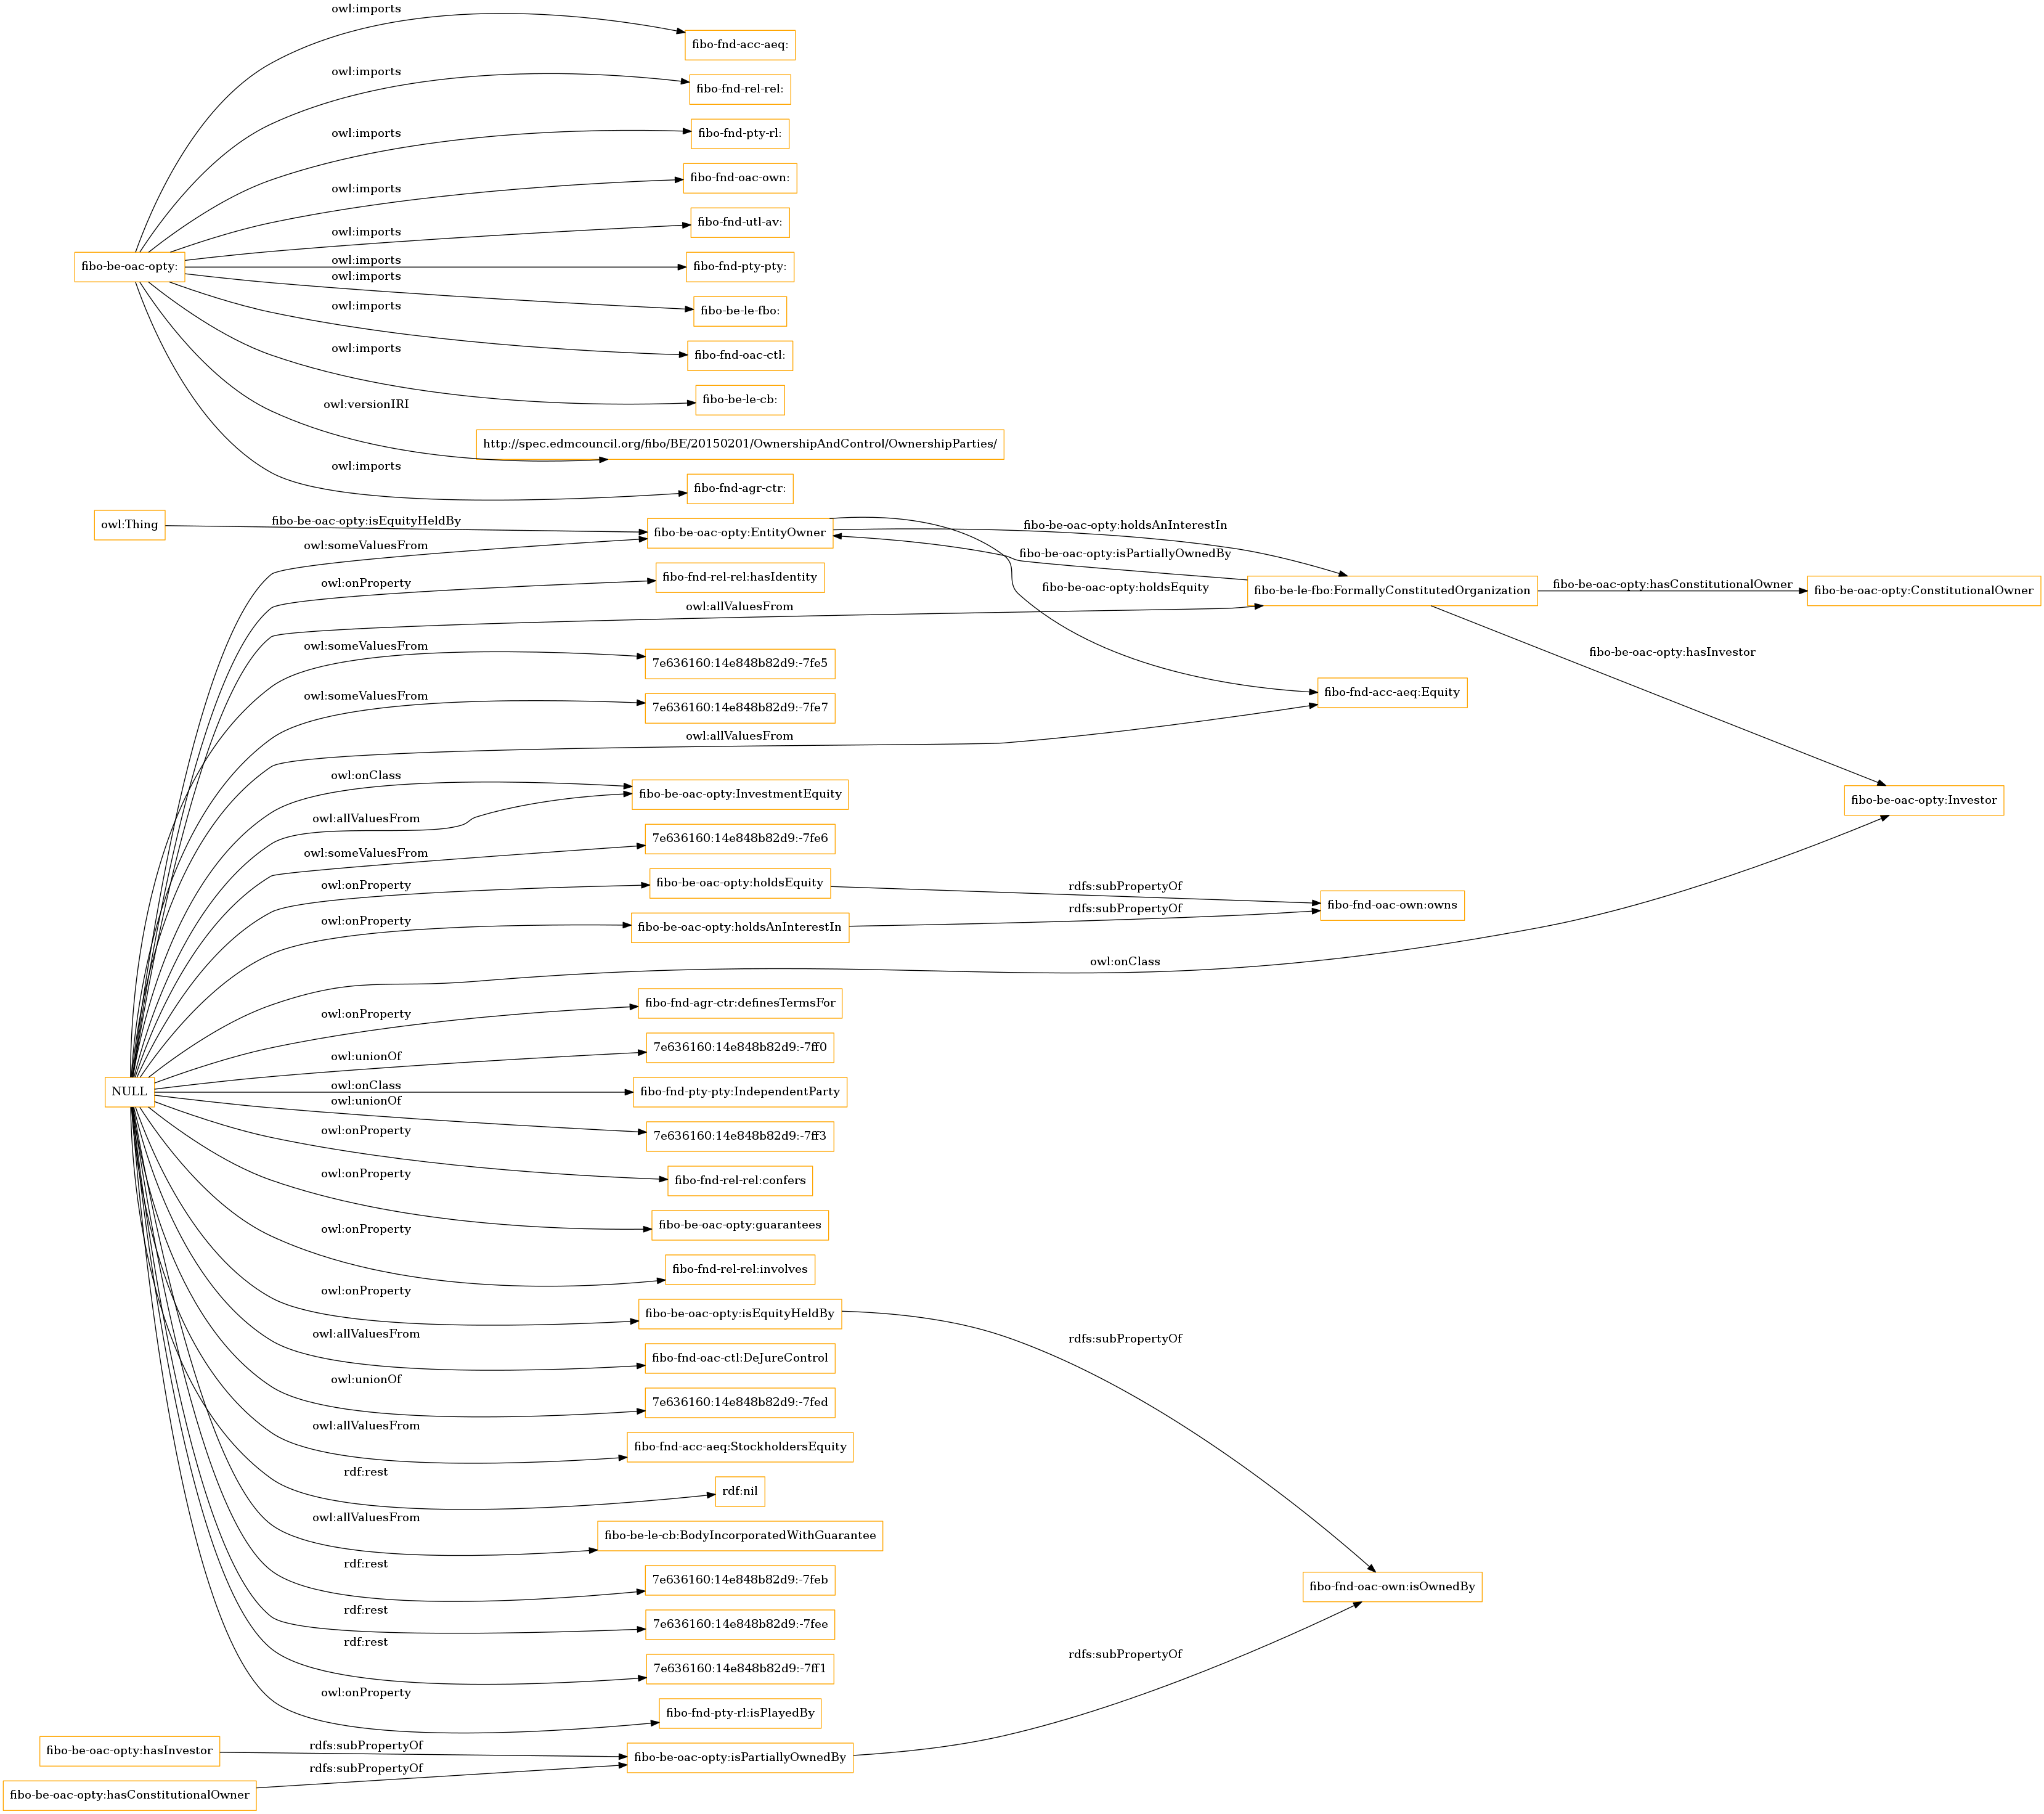 owl:imports
fibo-fnd-acc-aeq:
owl:imports
fibo-fnd-rel-rel:
owl:imports
fibo-fnd-pty-rl:
owl:imports
fibo-fnd-oac-own:
owl:imports
fibo-fnd-utl-av:
fibo-be-oac-opty:
owl:imports
fibo-fnd-pty-pty:
owl:imports
fibo-be-le-fbo:
owl:imports
fibo-fnd-oac-ctl:
owl:imports
fibo-be-le-cb:
owl:versionIRI
http://spec.edmcouncil.org/fibo/BE/20150201/OwnershipAndControl/OwnershipParties/
owl:imports
fibo-fnd-agr-ctr:
owl:Thing
fibo-be-oac-opty:isEquityHeldBy
fibo-be-oac-opty:EntityOwner
fibo-be-oac-opty:holdsAnInterestIn
owl:someValuesFrom
fibo-be-oac-opty:isPartiallyOwnedBy
owl:onProperty
fibo-fnd-rel-rel:hasIdentity
fibo-be-oac-opty:holdsEquity
fibo-be-le-fbo:FormallyConstitutedOrganization
fibo-be-oac-opty:hasConstitutionalOwner
fibo-be-oac-opty:ConstitutionalOwner
owl:allValuesFrom
owl:someValuesFrom
7e636160:14e848b82d9:-7fe5
fibo-be-oac-opty:hasInvestor
owl:someValuesFrom
7e636160:14e848b82d9:-7fe7
fibo-fnd-acc-aeq:Equity
owl:allValuesFrom
owl:onClass
fibo-be-oac-opty:InvestmentEquity
fibo-be-oac-opty:Investor
owl:allValuesFrom
owl:someValuesFrom
7e636160:14e848b82d9:-7fe6
owl:onProperty
fibo-be-oac-opty:holdsEquity
rdfs:subPropertyOf
fibo-fnd-oac-own:owns
owl:onProperty
fibo-be-oac-opty:holdsAnInterestIn
rdfs:subPropertyOf
owl:onClass
owl:onProperty
fibo-fnd-agr-ctr:definesTermsFor
owl:unionOf
7e636160:14e848b82d9:-7ff0
NULL
owl:onClass
fibo-fnd-pty-pty:IndependentParty
owl:unionOf
7e636160:14e848b82d9:-7ff3
owl:onProperty
fibo-fnd-rel-rel:confers
owl:onProperty
fibo-be-oac-opty:guarantees
owl:onProperty
fibo-fnd-rel-rel:involves
owl:onProperty
fibo-be-oac-opty:isEquityHeldBy
rdfs:subPropertyOf
owl:allValuesFrom
fibo-fnd-oac-ctl:DeJureControl
owl:unionOf
7e636160:14e848b82d9:-7fed
owl:allValuesFrom
fibo-fnd-acc-aeq:StockholdersEquity
rdf:rest
rdf:nil
owl:allValuesFrom
fibo-be-le-cb:BodyIncorporatedWithGuarantee
rdf:rest
7e636160:14e848b82d9:-7feb
fibo-fnd-oac-own:isOwnedBy
rdf:rest
7e636160:14e848b82d9:-7fee
rdf:rest
7e636160:14e848b82d9:-7ff1
rdfs:subPropertyOf
owl:onProperty
fibo-fnd-pty-rl:isPlayedBy
fibo-be-oac-opty:hasInvestor
rdfs:subPropertyOf
fibo-be-oac-opty:isPartiallyOwnedBy
rdfs:subPropertyOf
fibo-be-oac-opty:hasConstitutionalOwner